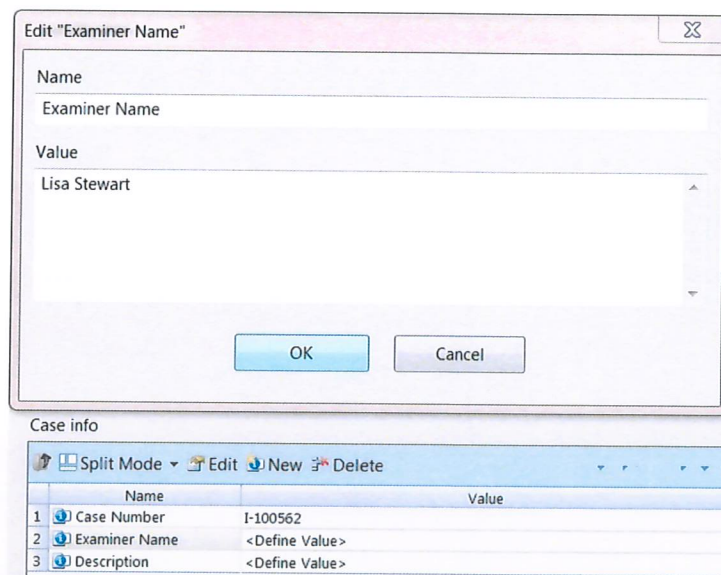 Edit "Examiner Name"
Name
Examiner Name
Value
Lisa Stewart
OK
Cancel
Case info
Split Mode Edit New Delete
Name Value
1 Case Number I-100562
2 Examiner Name <Define Value>
3 Description <Define Value>